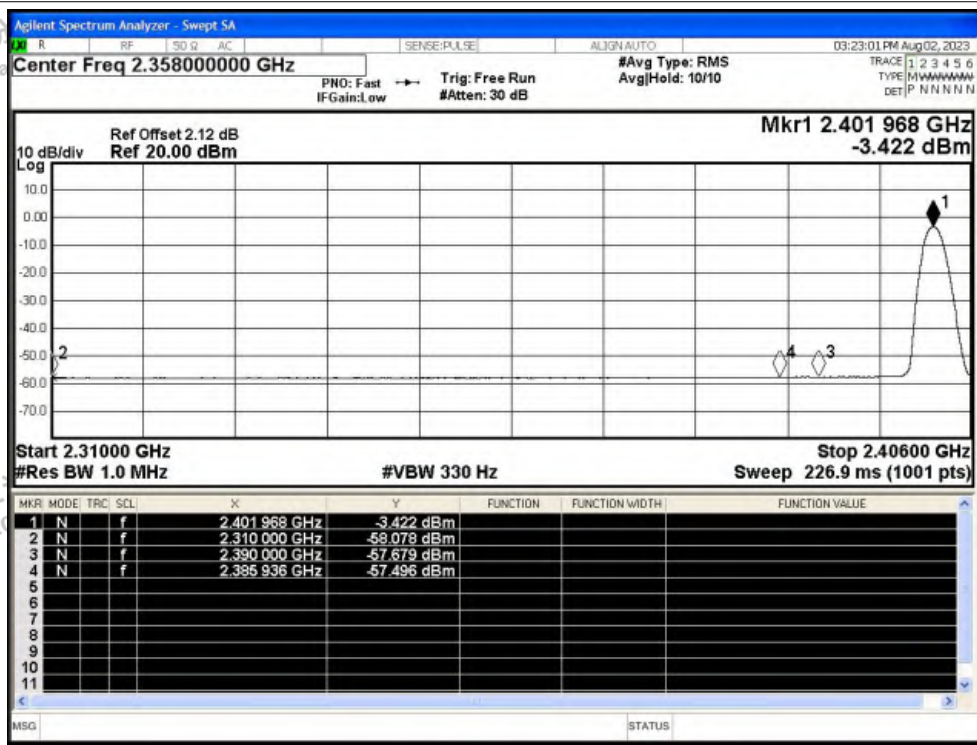 Agilent Spectrum Analyzer - Swept SA
LXI R RF 50 Ω AC SENSE:PULSE ALIGN AUTO 03:23:01 PM Aug 02, 2023
Center Freq 2.358000000 GHz
PNO: Fast Trig: Free Run
IFGain:Low #Atten: 30 dB
#Avg Type: RMS
Avg|Hold: 10/10
TRACE 1 2 3 4 5 6
TYPE MWWWWW
DET P N N N N N
Ref Offset 2.12 dB
10 dB/div Ref 20.00 dBm
Log
Mkr1 2.401 968 GHz
-3.422 dBm
10.0
0.00
-10.0
-20.0
-30.0
-40.0
-50.0
-60.0
-70.0
1
2
4
3
Start 2.31000 GHz Stop 2.40600 GHz
#Res BW 1.0 MHz #VBW 330 Hz Sweep 226.9 ms (1001 pts)
MKR MODE TRC SCL X Y FUNCTION FUNCTION WIDTH FUNCTION VALUE
1 N f 2.401 968 GHz -3.422 dBm
2 N f 2.310 000 GHz -58.078 dBm
3 N f 2.390 000 GHz -57.679 dBm
4 N f 2.385 936 GHz -57.496 dBm
5
6
7
8
9
10
11
MSG STATUS